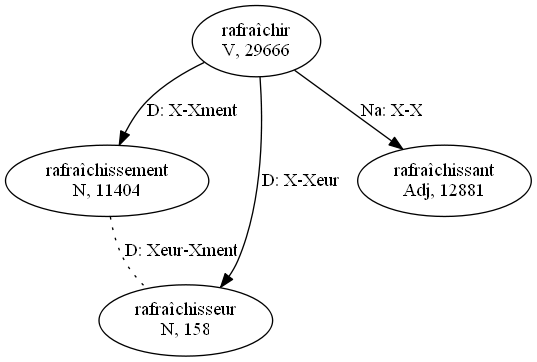 rafraîchir
V, 29666
D: X-Xment
Na: X-X
rafraîchissement
N, 11404
D: X-Xeur
rafraîchissant
Adj, 12881
D: Xeur-Xment
rafraîchisseur
N, 158